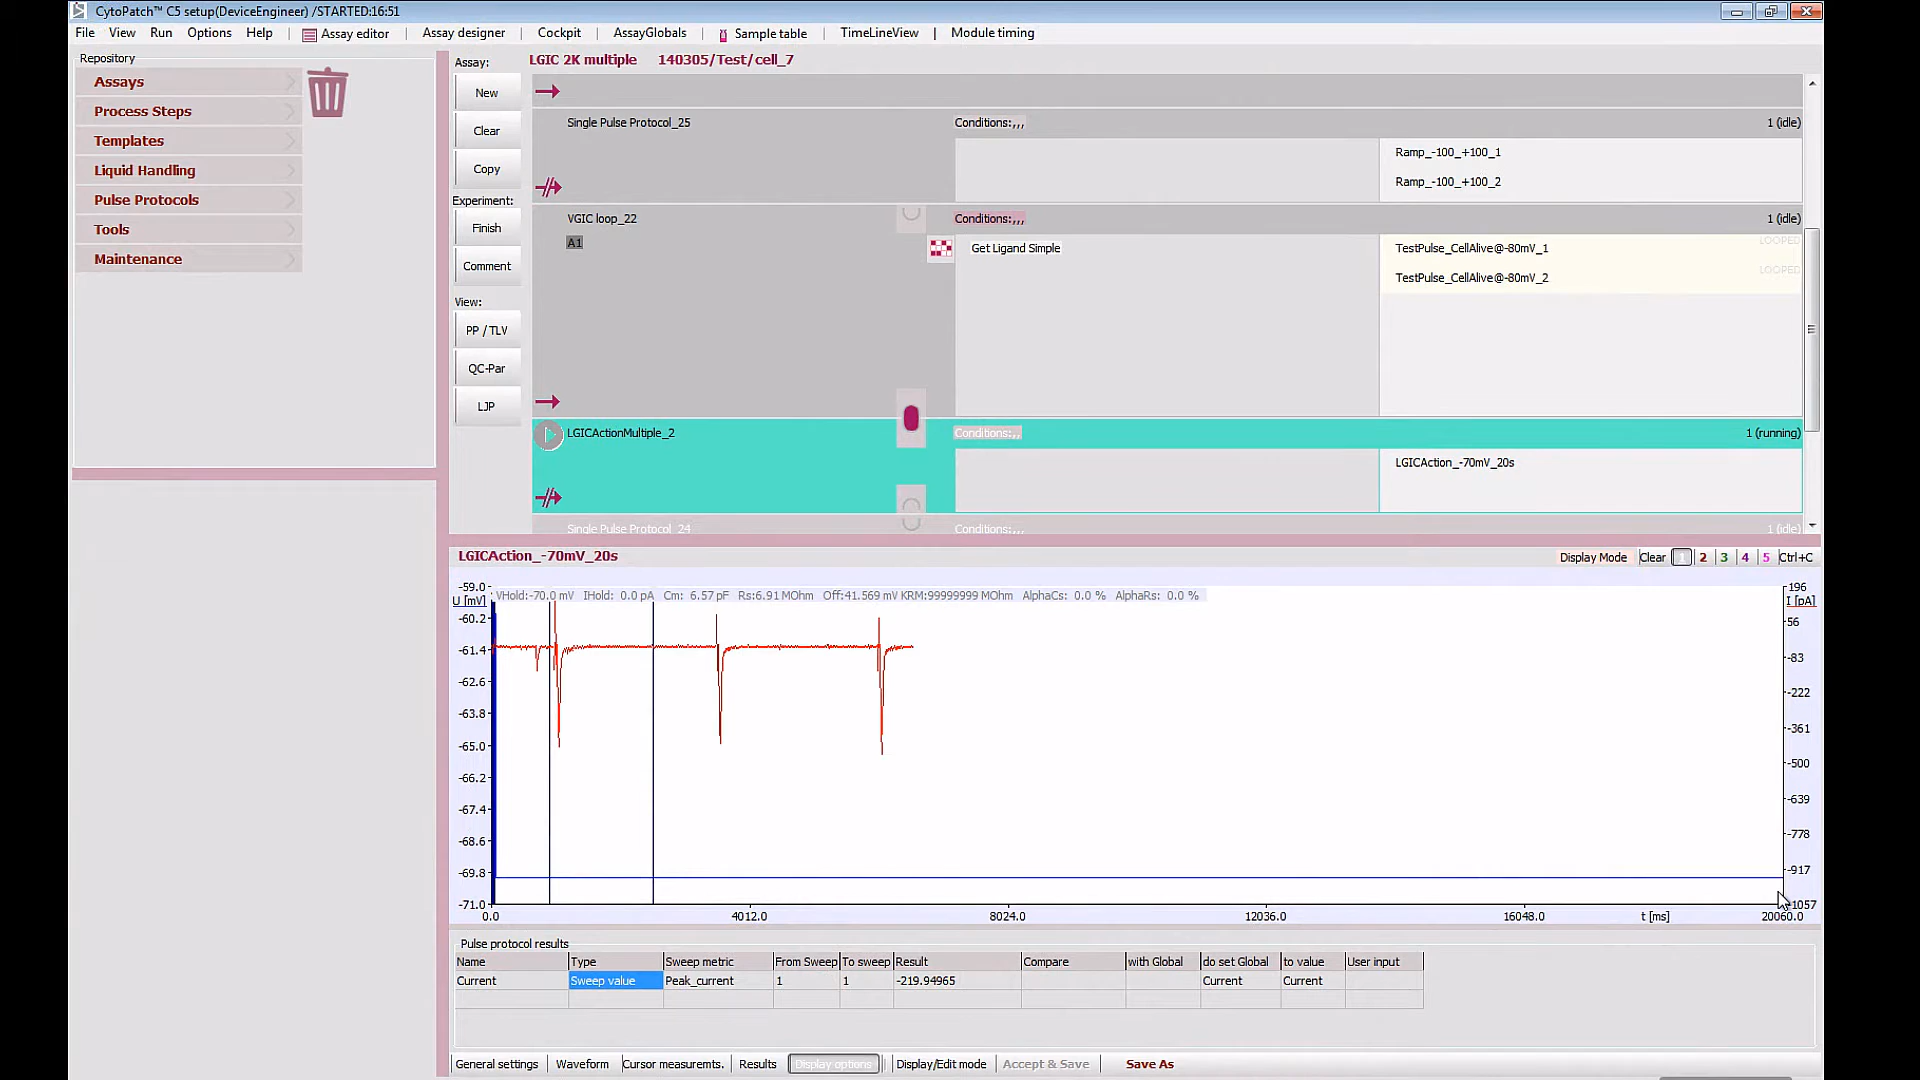 CytoPatch™ C5 setup(DeviceEngineer) /STARTED:16:51
File View Run Options Help Assay editor Assay designer Cockpit AssayGlobals Sample table TimeLineView Module timing
Repository
Assays
Process Steps
Templates
Liquid Handling
Pulse Protocols
Tools
Maintenance
Assay:
New
Clear
Copy
Experiment:
Finish
Comment
View:
PP / TLV
QC-Par
LJP
LGIC 2K multiple 140305/Test/cell_7
Single Pulse Protocol_25 Conditions:,,, 1 (idle)
Ramp_-100_+100_1
Ramp_-100_+100_2
VGIC loop_22 Conditions:,,, 1 (idle)
A1 Get Ligand Simple TestPulse_CellAlive@-80mV_1 LOOPED
TestPulse_CellAlive@-80mV_2 LOOPED
LGICActionMultiple_2 Conditions:,,, 1 (running)
LGICAction_-70mV_20s
Single Pulse Protocol_24 Conditions:,,, 1 (idle)
LGICAction_-70mV_20s Display Mode Clear 1 2 3 4 5 Ctrl+C
VHold:-70.0 mV IHold: 0.0 pA Cm: 6.57 pF Rs:6.91 MOhm Off:41.569 mV KRM:99999999 MOhm AlphaCs: 0.0 % AlphaRs: 0.0 %
-59.0
U [mV]
-60.2
-61.4
-62.6
-63.8
-65.0
-66.2
-67.4
-68.6
-69.8
-71.0
196
I [pA]
56
-83
-222
-361
-500
-639
-778
-917
-1057
0.0 4012.0 8024.0 12036.0 16048.0 t [ms] 20060.0
Pulse protocol results
Name Type Sweep metric From Sweep To sweep Result Compare with Global do set Global to value User input
Current Sweep value Peak_current 1 1 -219.94965 Current Current
General settings Waveform Cursor measuremts. Results Display options Display/Edit mode Accept & Save Save As